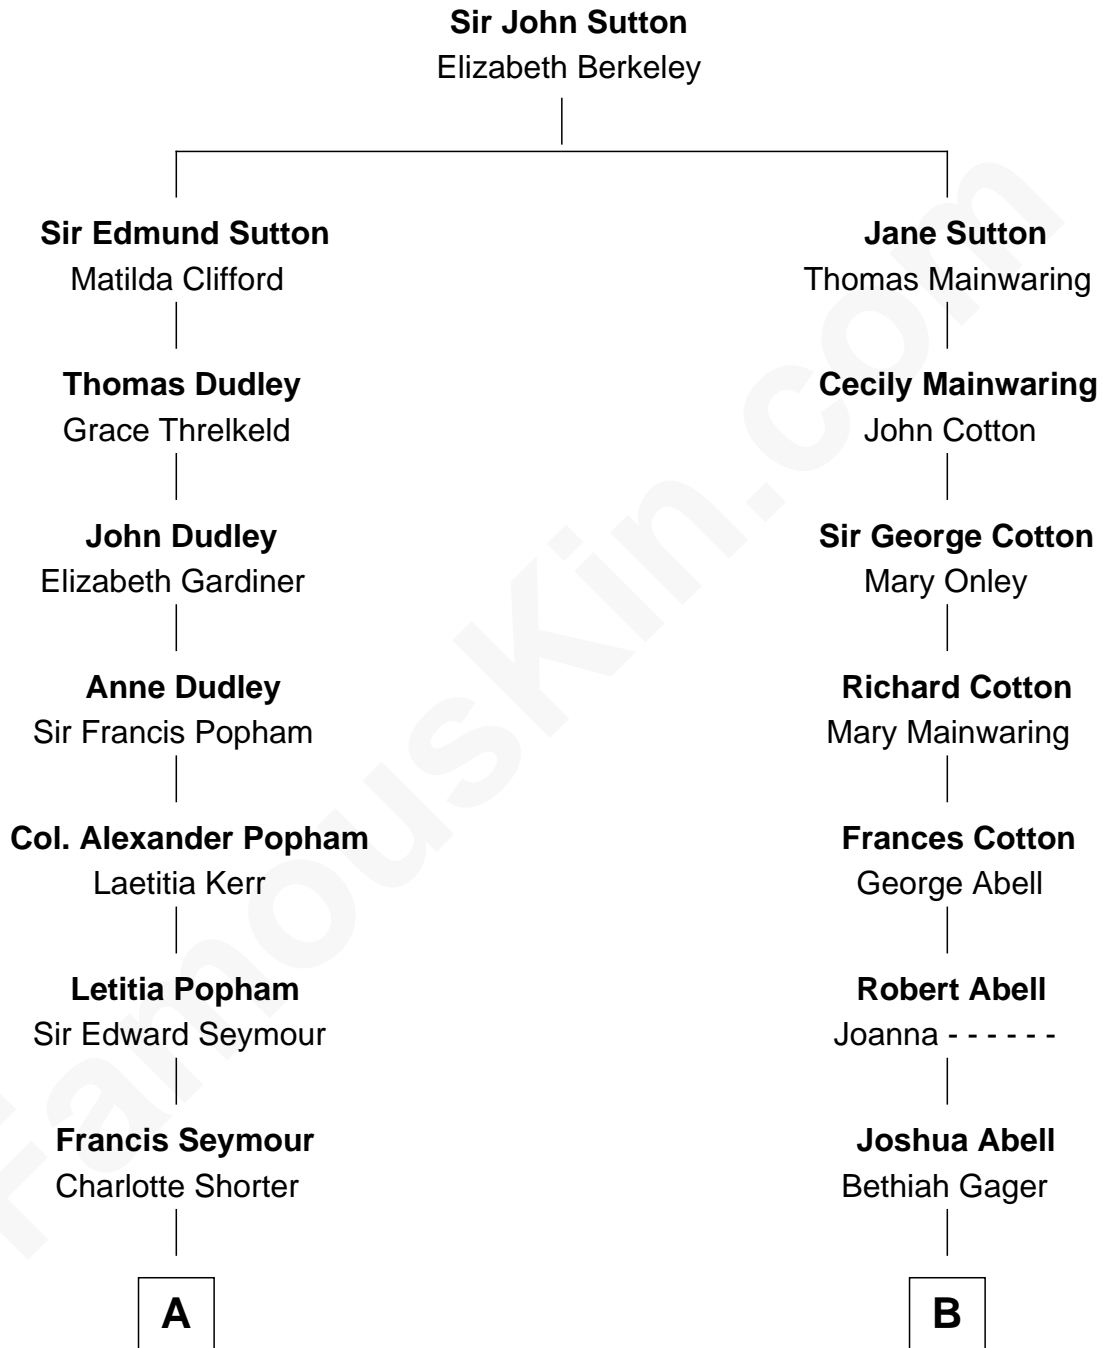 Sir John Sutton
Elizabeth Berkeley
Sir Edmund Sutton
Matilda Clifford
Jane Sutton
Thomas Mainwaring
Thomas Dudley
Grace Threlkeld
Cecily Mainwaring
John Cotton
John Dudley
Elizabeth Gardiner
Sir George Cotton
Mary Onley
Anne Dudley
Sir Francis Popham
Richard Cotton
Mary Mainwaring
Col. Alexander Popham
Laetitia Kerr
Frances Cotton
George Abell
Letitia Popham
Sir Edward Seymour
Robert Abell
Joanna - - - - - -
Francis Seymour
Charlotte Shorter
Joshua Abell
Bethiah Gager
A
B
FamousKin.com